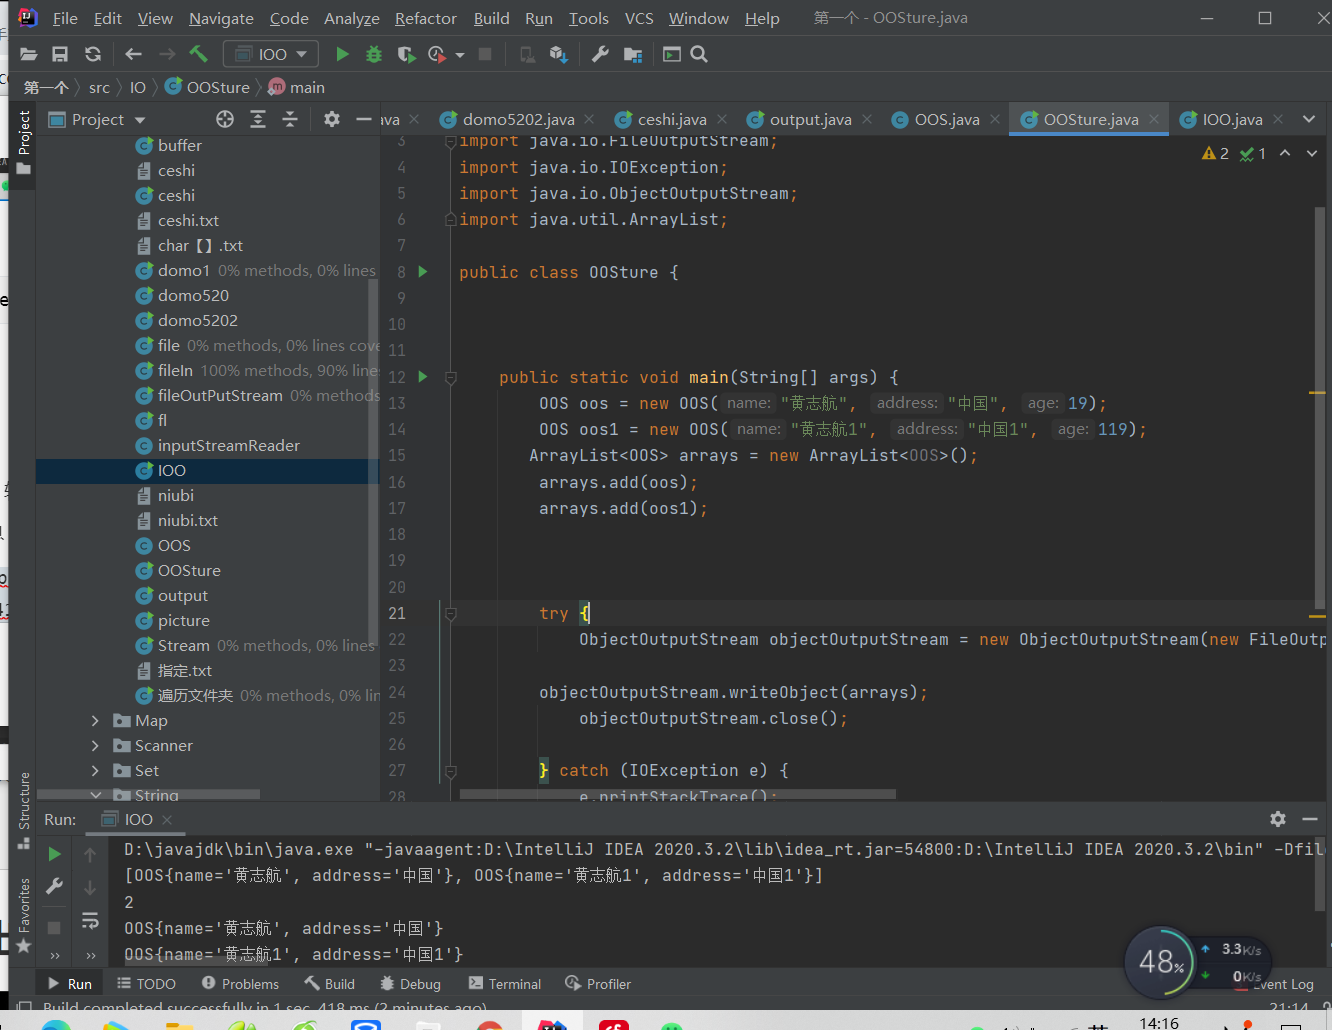 File Edit View Navigate Code Analyze Refactor Build Run Tools VCS Window Help 第一个 - OOSture.java
IOO
第一个 src IO OOSture main
Project
Project
ava domo5202.java ceshi.java output.java OOS.java OOSture.java IOO.java
2 1
buffer
ceshi
ceshi
ceshi.txt
char【】.txt
domo1 0% methods, 0% lines
domo520
domo5202
file 0% methods, 0% lines cove
fileIn 100% methods, 90% line
fileOutPutStream 0% methods
fl
inputStreamReader
IOO
niubi
niubi.txt
OOS
OOSture
output
picture
Stream 0% methods, 0% lines
指定.txt
遍历文件夹 0% methods, 0% lin
Map
Scanner
Set
String
3 import java.io.FileOutputStream;
4 import java.io.IOException;
5 import java.io.ObjectOutputStream;
6 import java.util.ArrayList;
7
8 public class OOSture {
9
10
11
12 public static void main(String[] args) {
13 OOS oos = new OOS( name: "黄志航", address: "中国", age: 19);
14 OOS oos1 = new OOS( name: "黄志航1", address: "中国1", age: 119);
15 ArrayList<OOS> arrays = new ArrayList<OOS>();
16 arrays.add(oos);
17 arrays.add(oos1);
18
19
20
21 try {
22 ObjectOutputStream objectOutputStream = new ObjectOutputStream(new FileOutp
23
24 objectOutputStream.writeObject(arrays);
25 objectOutputStream.close();
26
27 } catch (IOException e) {
28 e.printStackTrace();
Structure
Favorites
Run: IOO
D:\javajdk\bin\java.exe "-javaagent:D:\IntelliJ IDEA 2020.3.2\lib\idea_rt.jar=54800:D:\IntelliJ IDEA 2020.3.2\bin" -Dfile
[OOS{name='黄志航', address='中国'}, OOS{name='黄志航1', address='中国1'}]
2
OOS{name='黄志航', address='中国'}
OOS{name='黄志航1', address='中国1'}
48% 3.3K/s
0K/s
Run TODO Problems Build Debug Terminal Profiler Event Log
Build completed successfully in 1 sec, 418 ms (2 minutes ago) 21:14
14:16